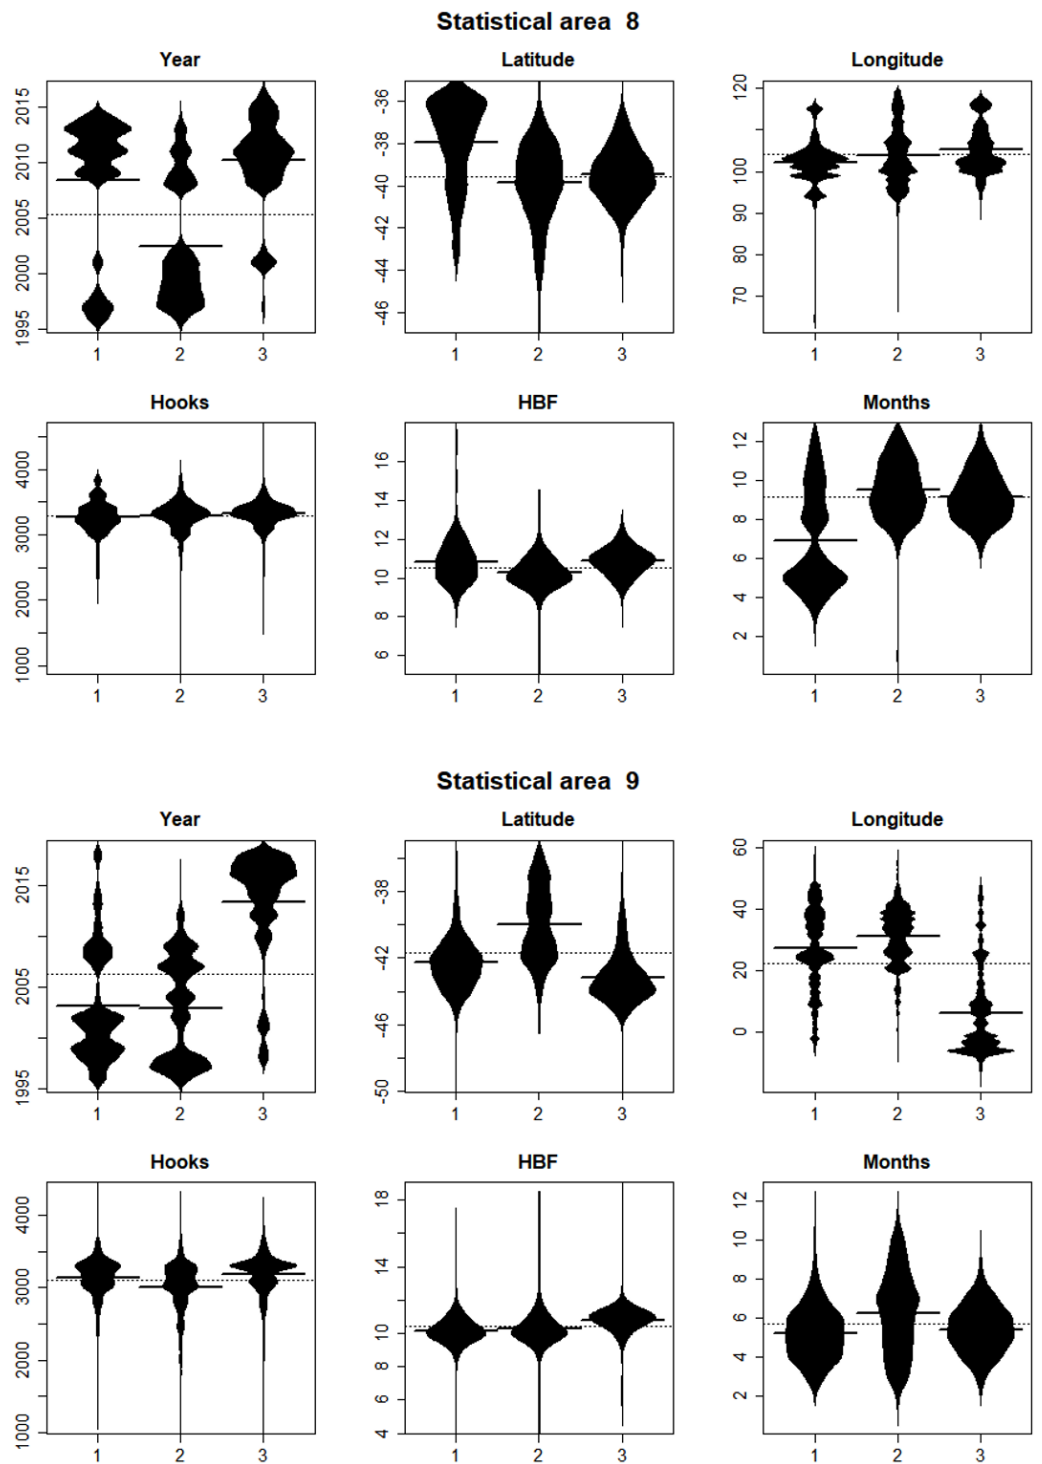 Statistical area 8
Year Latitude Longitude
2015 2010 2005 2000 1995
-36 -38 -40 -42 -44 -46
120 100 90 80 70
1 2 3 1 2 3 1 2 3
Hooks HBF Months
4000 3000 2000 1000
16 14 12 10 8 6
12 10 8 6 4 2
1 2 3 1 2 3 1 2 3
Statistical area 9
Year Latitude Longitude
2015 2005 1995
-38 -42 -46 -50
60 40 20 0
1 2 3 1 2 3 1 2 3
Hooks HBF Months
4000 3000 2000 1000
18 14 10 8 6 4
12 10 8 6 4 2
1 2 3 1 2 3 1 2 3